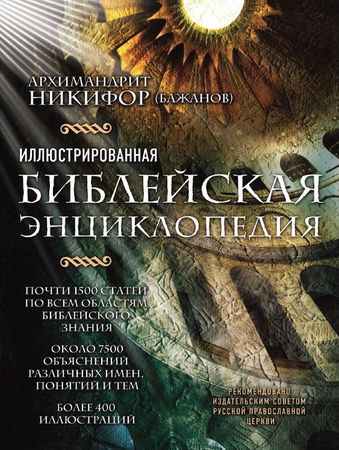 АРХИМАНДРИТ
НИКИФОР (БАЖАНОВ)
ИЛЛЮСТРИРОВАННАЯ
БИБЛЕЙСКАЯ
ЭНЦИКЛОПЕДИЯ
ПОЧТИ 1500 СТАТЕЙ
ПО ВСЕМ ОБЛАСТЯМ
БИБЛЕЙСКОГО
ЗНАНИЯ
ОКОЛО 7500
ОБЪЯСНЕНИЙ
РАЗЛИЧНЫХ ИМЕН,
ПОНЯТИЙ И ТЕМ
БОЛЕЕ 400
ИЛЛЮСТРАЦИЙ
РЕКОМЕНДОВАНО
ИЗДАТЕЛЬСКИМ СОВЕТОМ
РУССКОЙ ПРАВОСЛАВНОЙ
ЦЕРКВИ